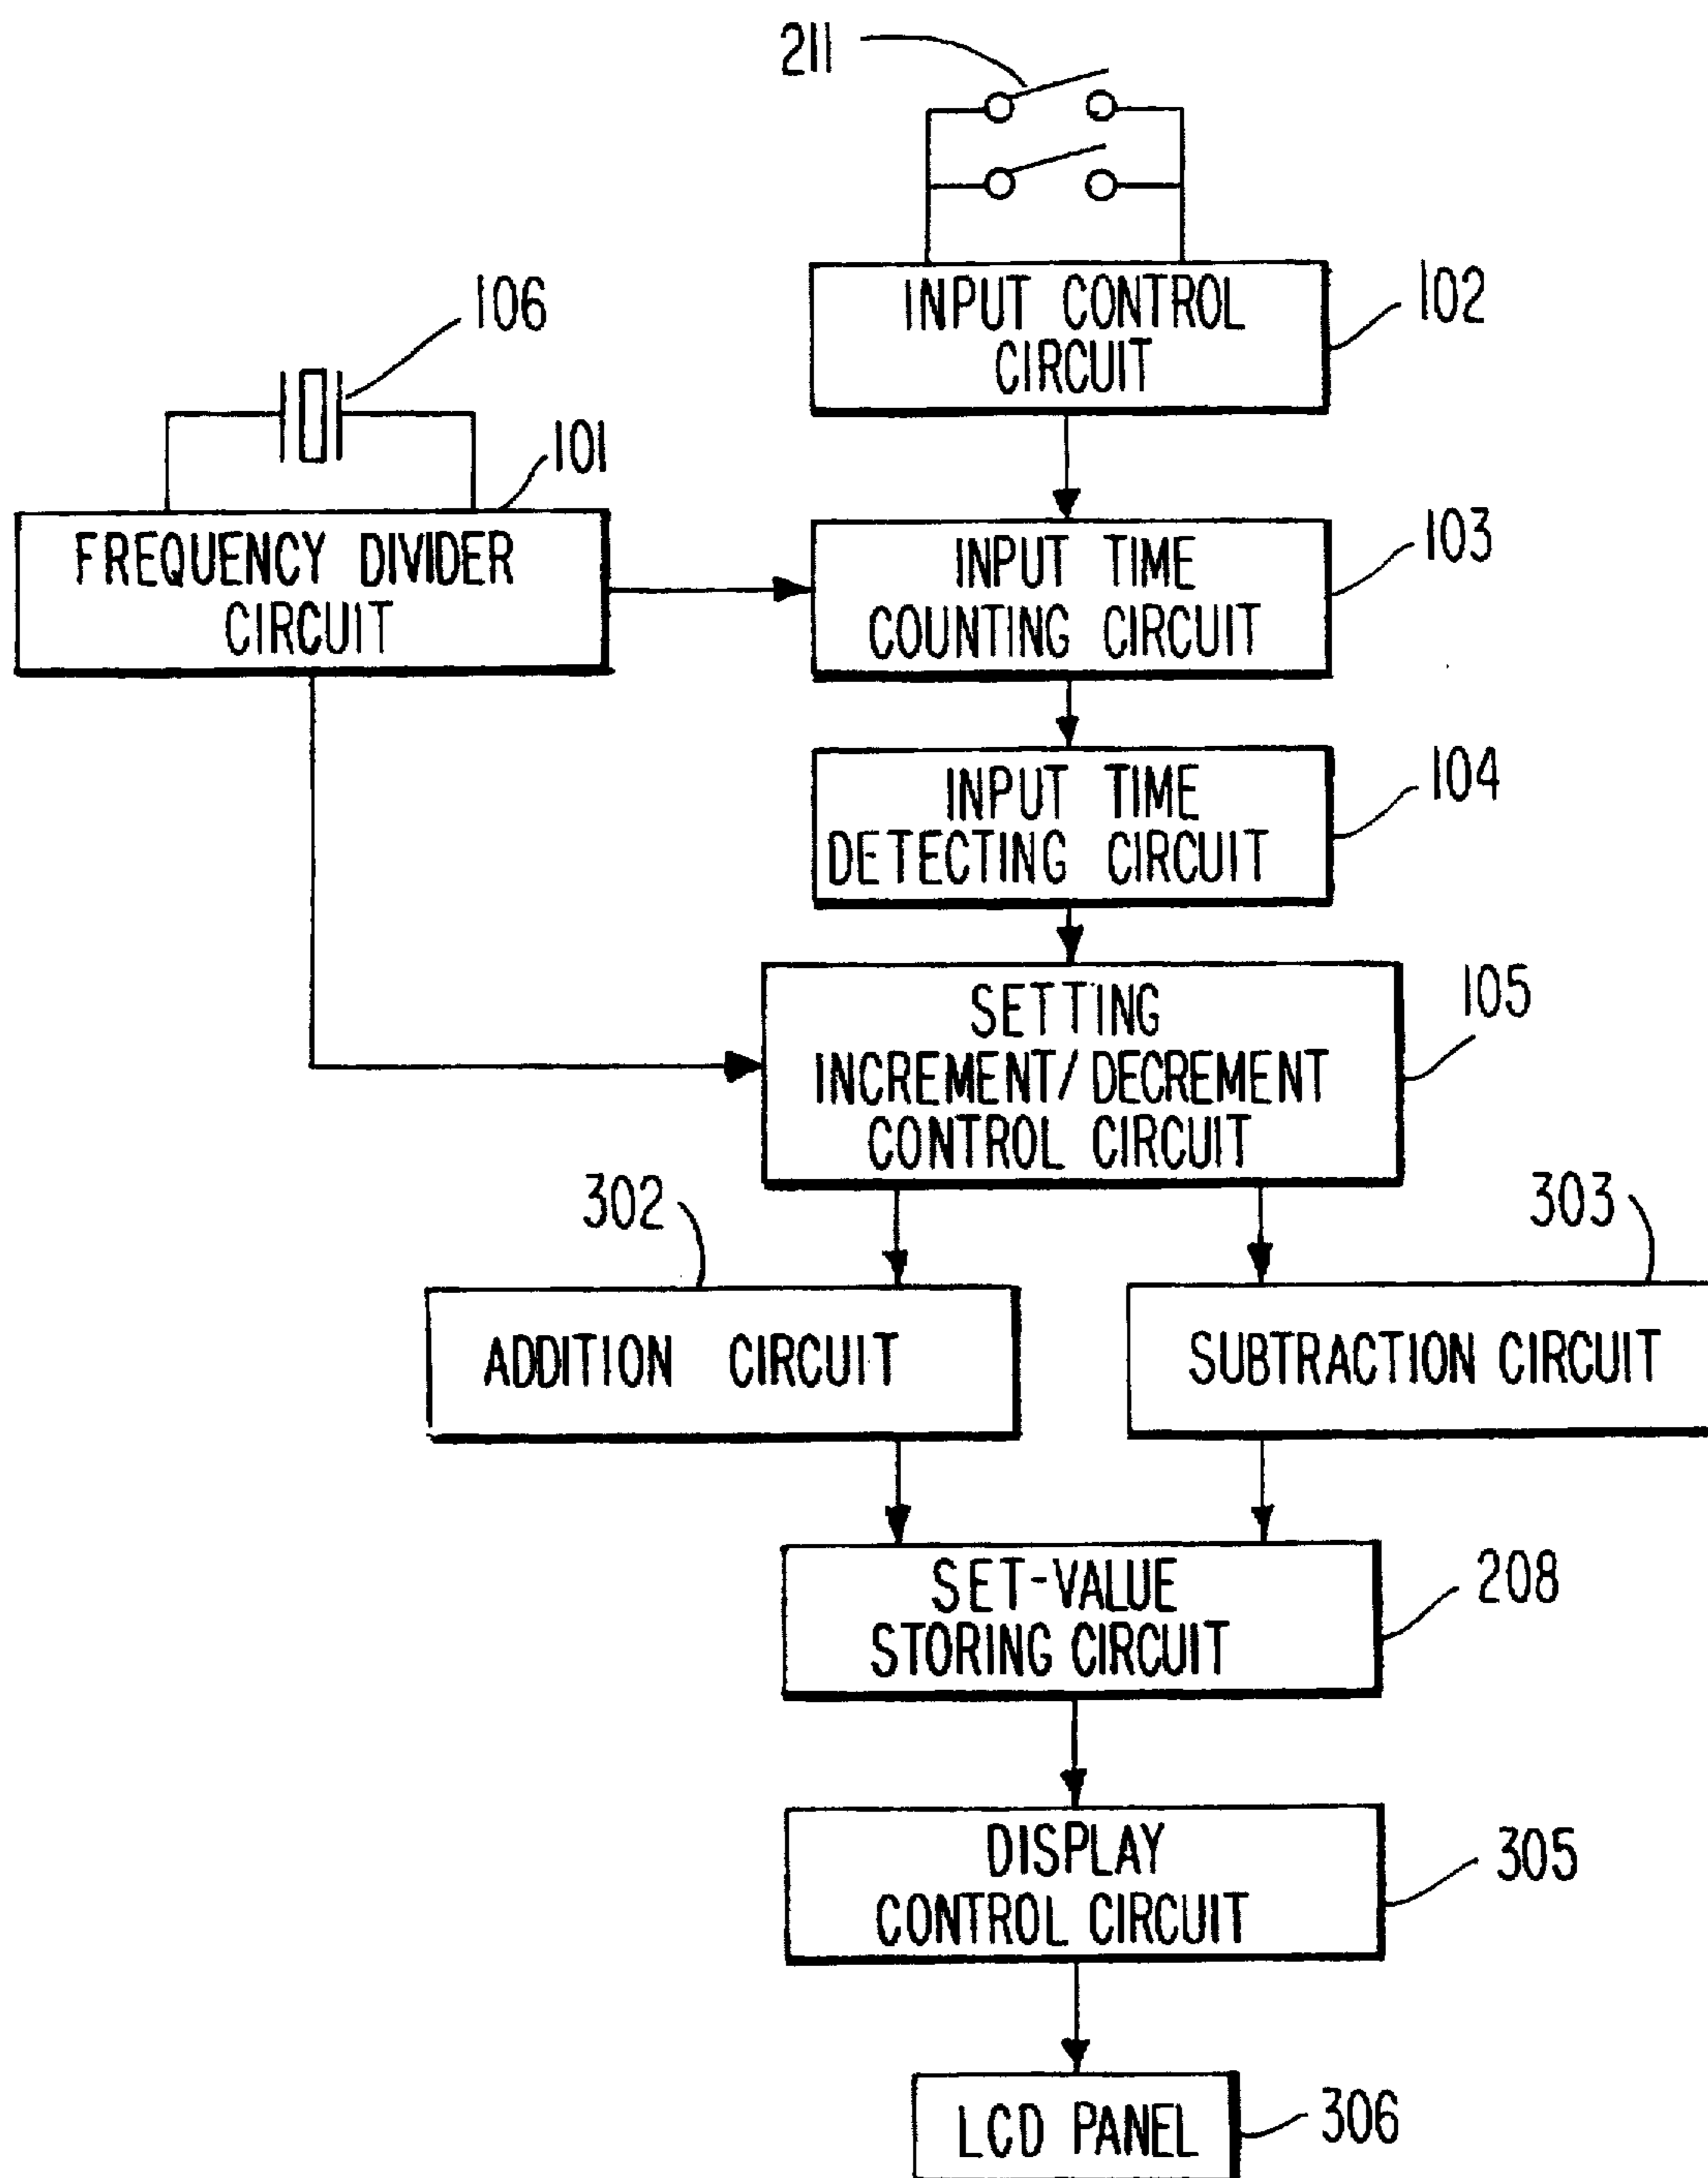 211
INPUT CONTROL
CIRCUIT
102
106
101
FREQUENCY DIVIDER
CIRCUIT
INPUT TIME
COUNTING CIRCUIT
103
INPUT TIME
DETECTING CIRCUIT
104
SETTING
INCREMENT/DECREMENT
CONTROL CIRCUIT
105
302
303
ADDITION CIRCUIT
SUBTRACTION CIRCUIT
SET-VALUE
STORING CIRCUIT
208
DISPLAY
CONTROL CIRCUIT
305
LCD PANEL
306